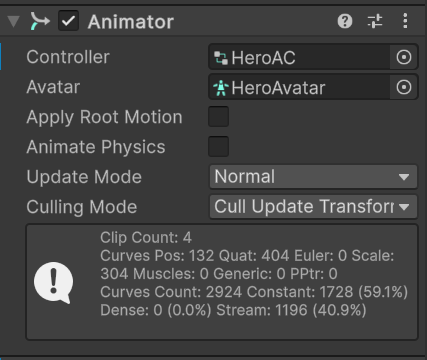 Animator
Controller HeroAC
Avatar HeroAvatar
Apply Root Motion
Animate Physics
Update Mode Normal
Culling Mode Cull Update Transforr
Clip Count: 4
Curves Pos: 132 Quat: 404 Euler: 0 Scale:
304 Muscles: 0 Generic: 0 PPtr: 0
Curves Count: 2924 Constant: 1728 (59.1%)
Dense: 0 (0.0%) Stream: 1196 (40.9%)